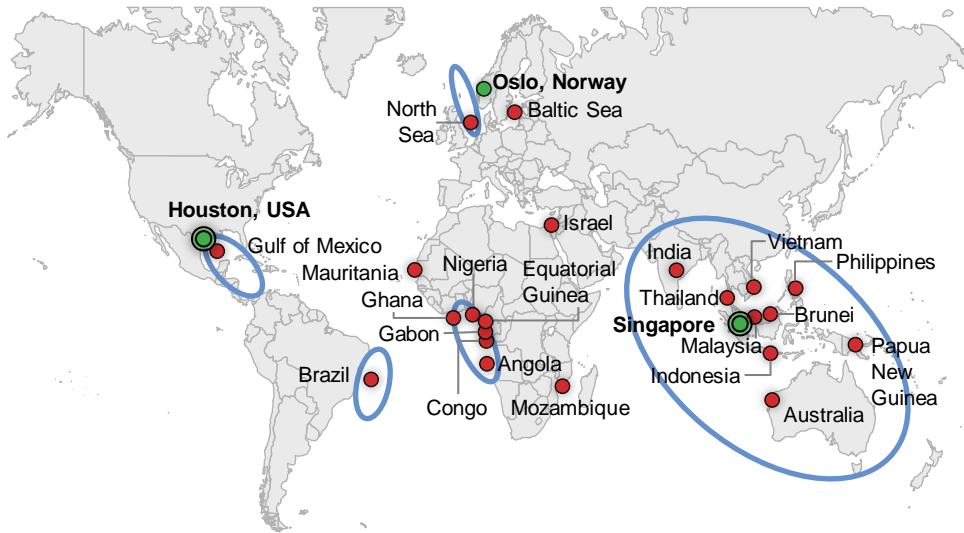 Oslo, Norway
North
Sea
Baltic Sea
Houston, USA
Gulf of Mexico
Israel
Mauritania
Nigeria
Equatorial
Guinea
Ghana
Gabon
Congo
Angola
Mozambique
Brazil
India
Vietnam
Philippines
Thailand
Singapore
Brunei
Malaysia
Indonesia
Papua
New
Guinea
Australia